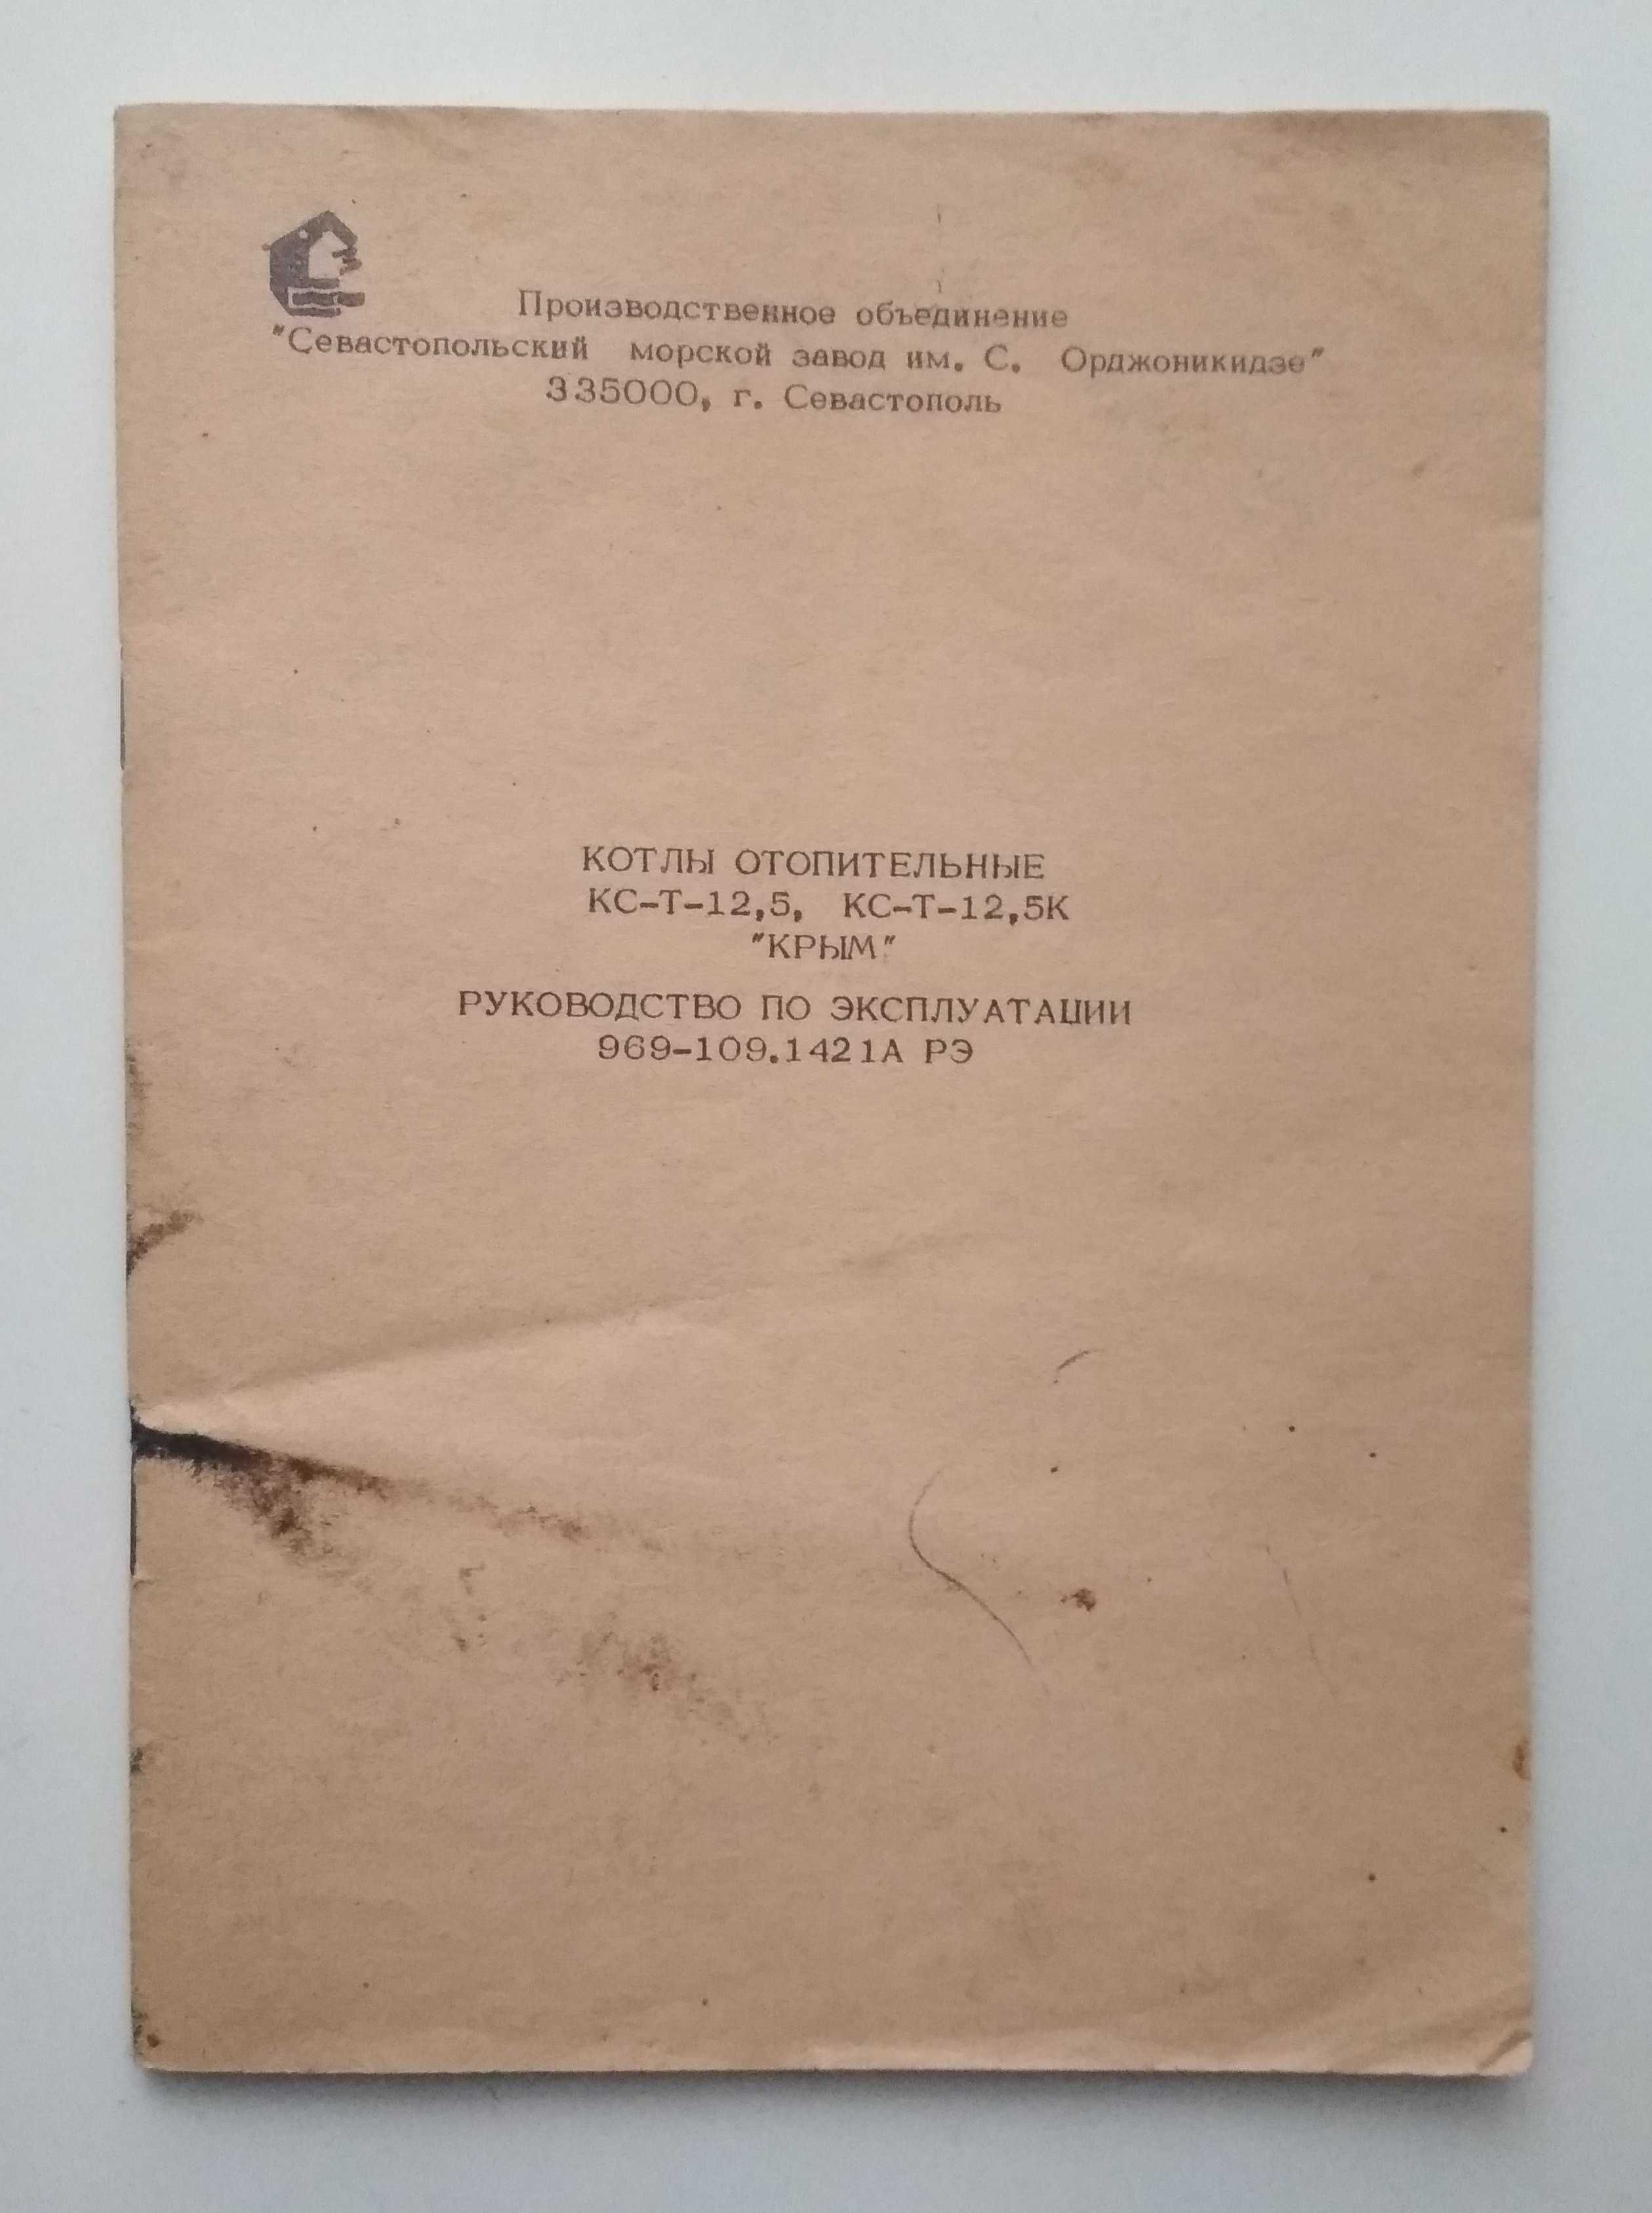 Производственное объединение
"Севастопольский морской завод им. С. Орджоникидзе"
335000, г. Севастополь
КОТЛЫ ОТОПИТЕЛЬНЫЕ
КС-Т-12,5, КС-Т-12,5К
"КРЫМ"
РУКОВОДСТВО ПО ЭКСПЛУАТАЦИИ
969-109.1421А РЭ